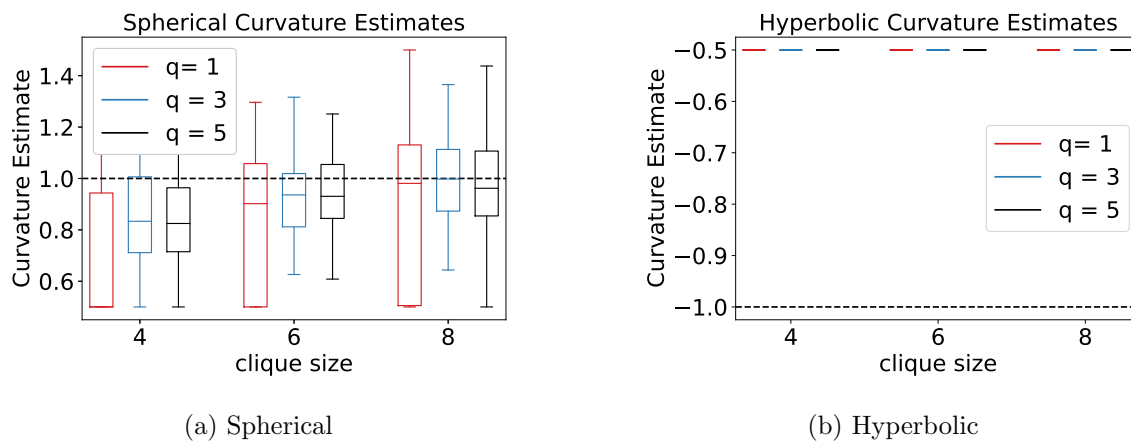 Spherical Curvature Estimates
Curvature Estimate
1.4
1.2
1.0
0.8
0.6
q= 1
q = 3
q = 5
4
6
8
clique size
(a) Spherical
Hyperbolic Curvature Estimates
Curvature Estimate
−0.5
−0.6
−0.7
−0.8
−0.9
−1.0
q= 1
q = 3
q = 5
4
6
8
clique size
(b) Hyperbolic